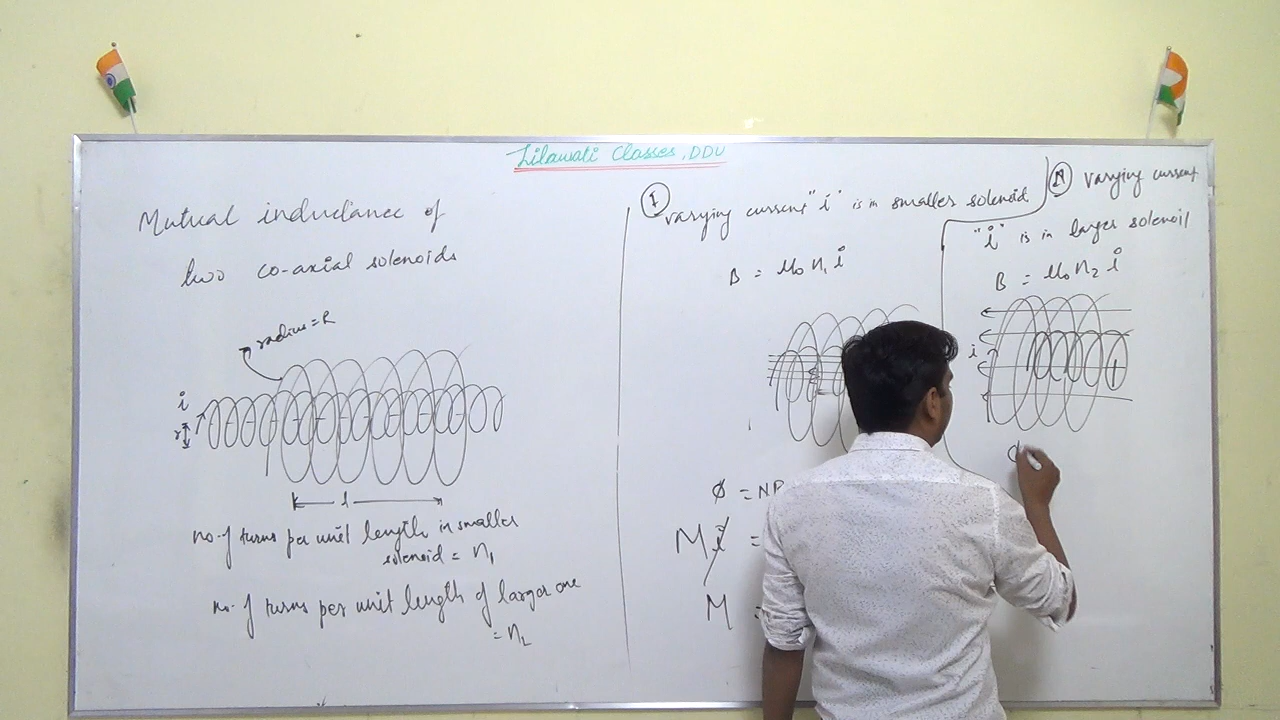 Lilawati Classes, DDU
Mutual inductance of
two co-axial solenoids
radius = R
i
r
l
no. of turns per unit length in smaller
solenoid = n₁
no. of turns per unit length of larger one
= n₂
I
varying current "i" is in smaller solenoid
B = μ₀ n₁ i
ϕ = NB
M i =
M =
II varying current
"i" is in larger solenoil
B = μ₀ n₂ i
i